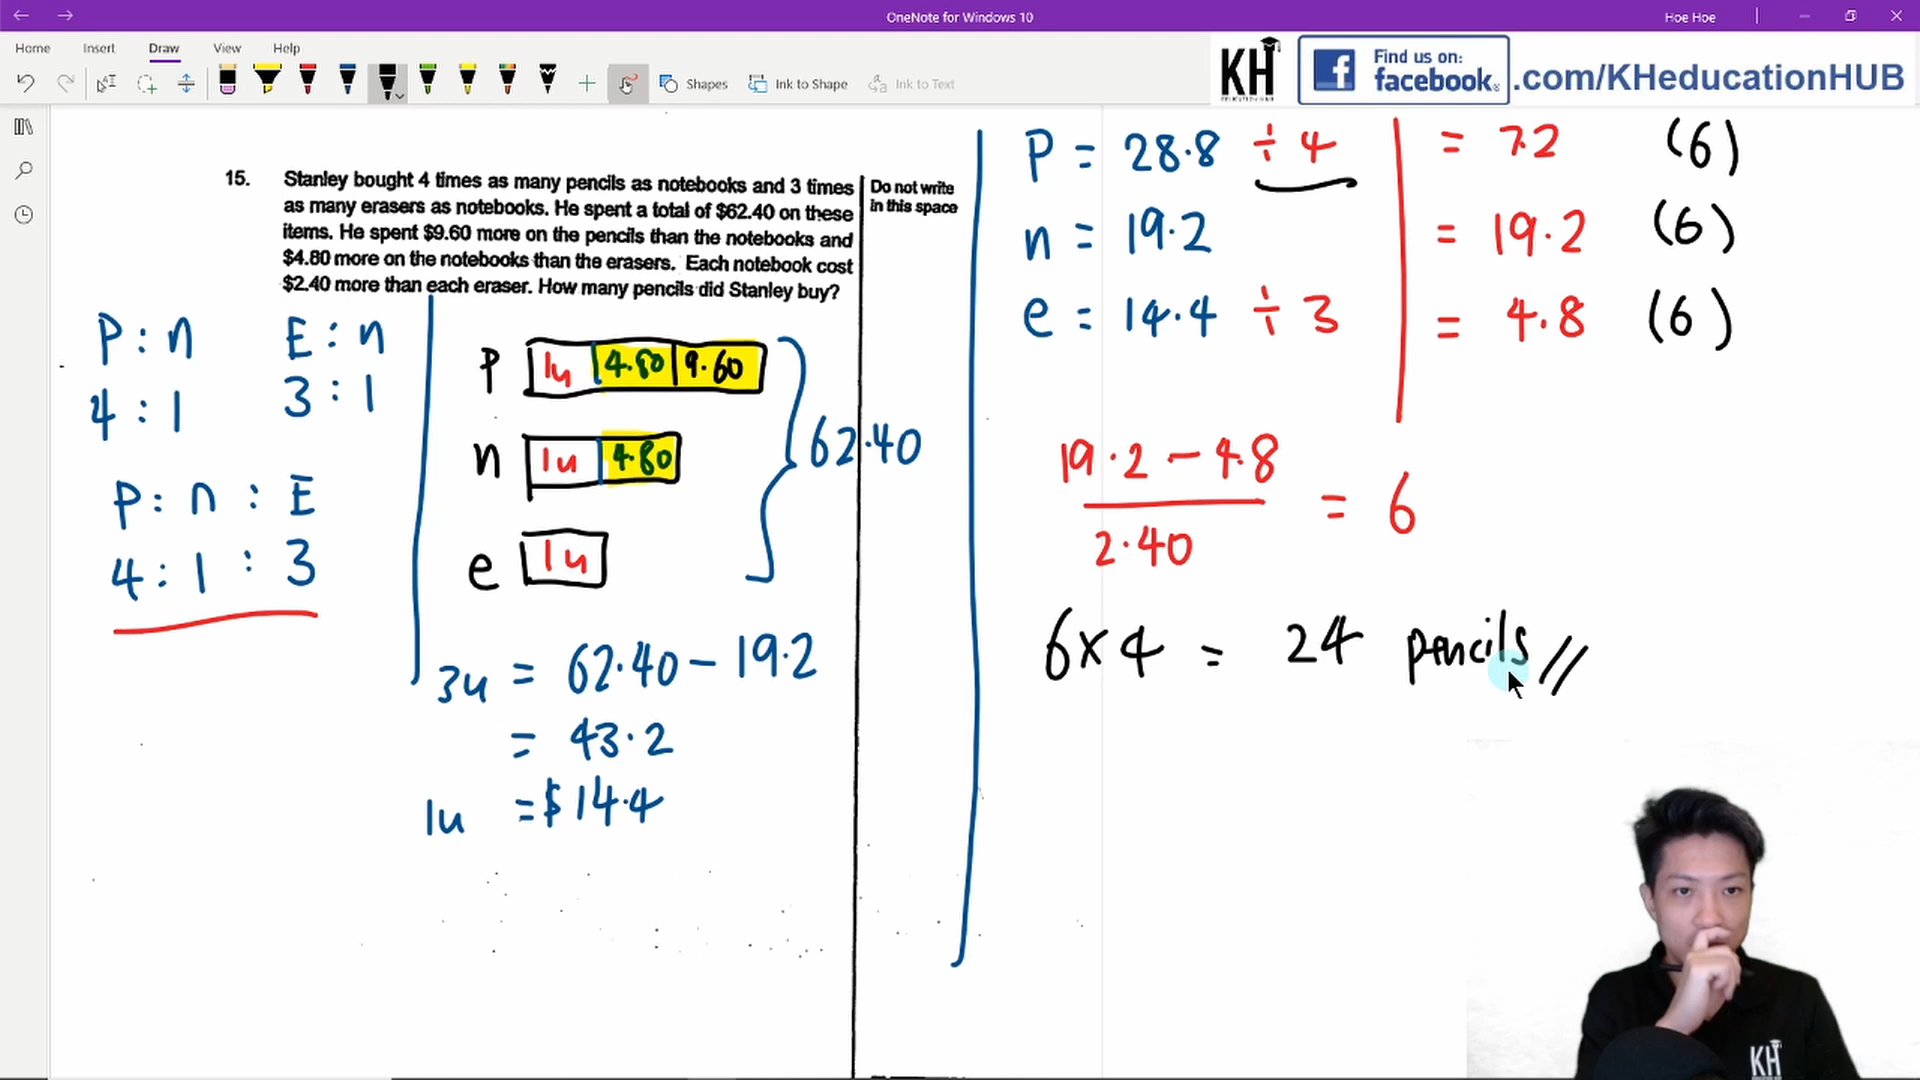 OneNote for Windows 10
Hoe Hoe
Home Insert Draw View Help
Shapes
Ink to Shape
Ink to Text
KH
Find us on:
facebook.
.com/KHeducationHUB
15. Stanley bought 4 times as many pencils as notebooks and 3 times
as many erasers as notebooks. He spent a total of $62.40 on these
items. He spent $9.60 more on the pencils than the notebooks and
$4.80 more on the notebooks than the erasers. Each notebook cost
$2.40 more than each eraser. How many pencils did Stanley buy?
Do not write
in this space
P : n
4 : 1
E : n
3 : 1
P : n : E
4 : 1 : 3
P 1u 4.80 9.60
n 1u 4.80
e 1u
62.40
3u = 62.40 - 19.2
= 43.2
1u = $14.4
P = 28.8 ÷ 4 = 7.2 (6)
n = 19.2 = 19.2 (6)
e = 14.4 ÷ 3 = 4.8 (6)
19.2 - 4.8
2.40
= 6
6 x 4 = 24 pencils //
KH